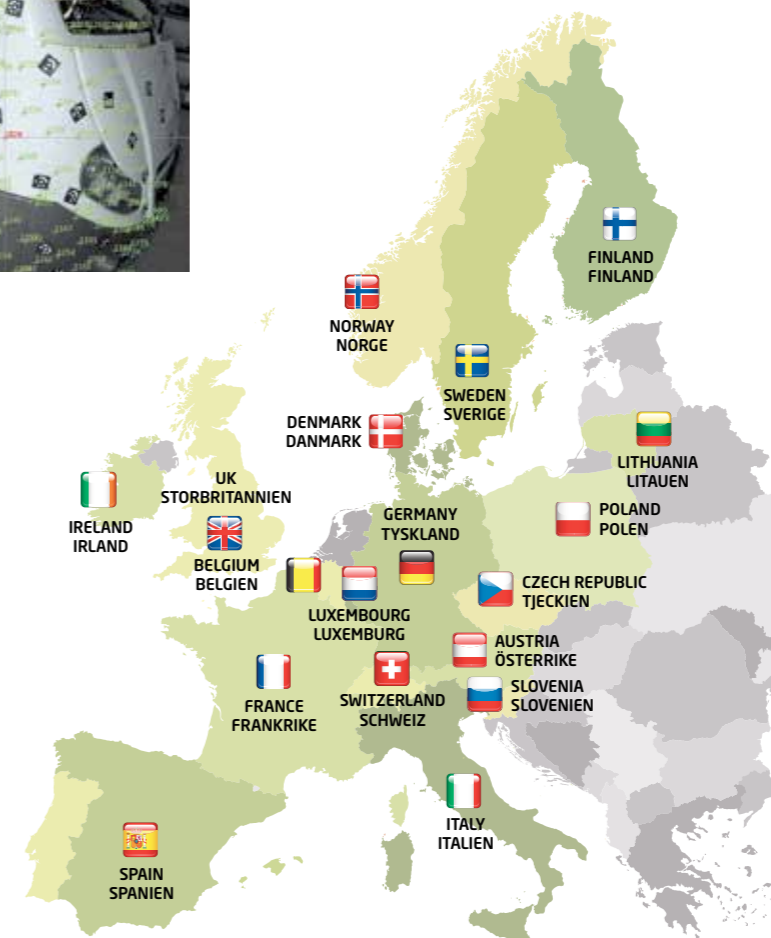 FINLAND
FINLAND
NORWAY
NORGE
SWEDEN
SVERIGE
DENMARK
DANMARK
LITHUANIA
LITAUEN
UK
STORBRITANNIEN
IRELAND
IRLAND
GERMANY
TYSKLAND
POLAND
POLEN
BELGIUM
BELGIEN
CZECH REPUBLIC
TJECKIEN
LUXEMBOURG
LUXEMBURG
AUSTRIA
ÖSTERRIKE
SWITZERLAND
SCHWEIZ
SLOVENIA
SLOVENIEN
FRANCE
FRANKRIKE
ITALY
ITALIEN
SPAIN
SPANIEN